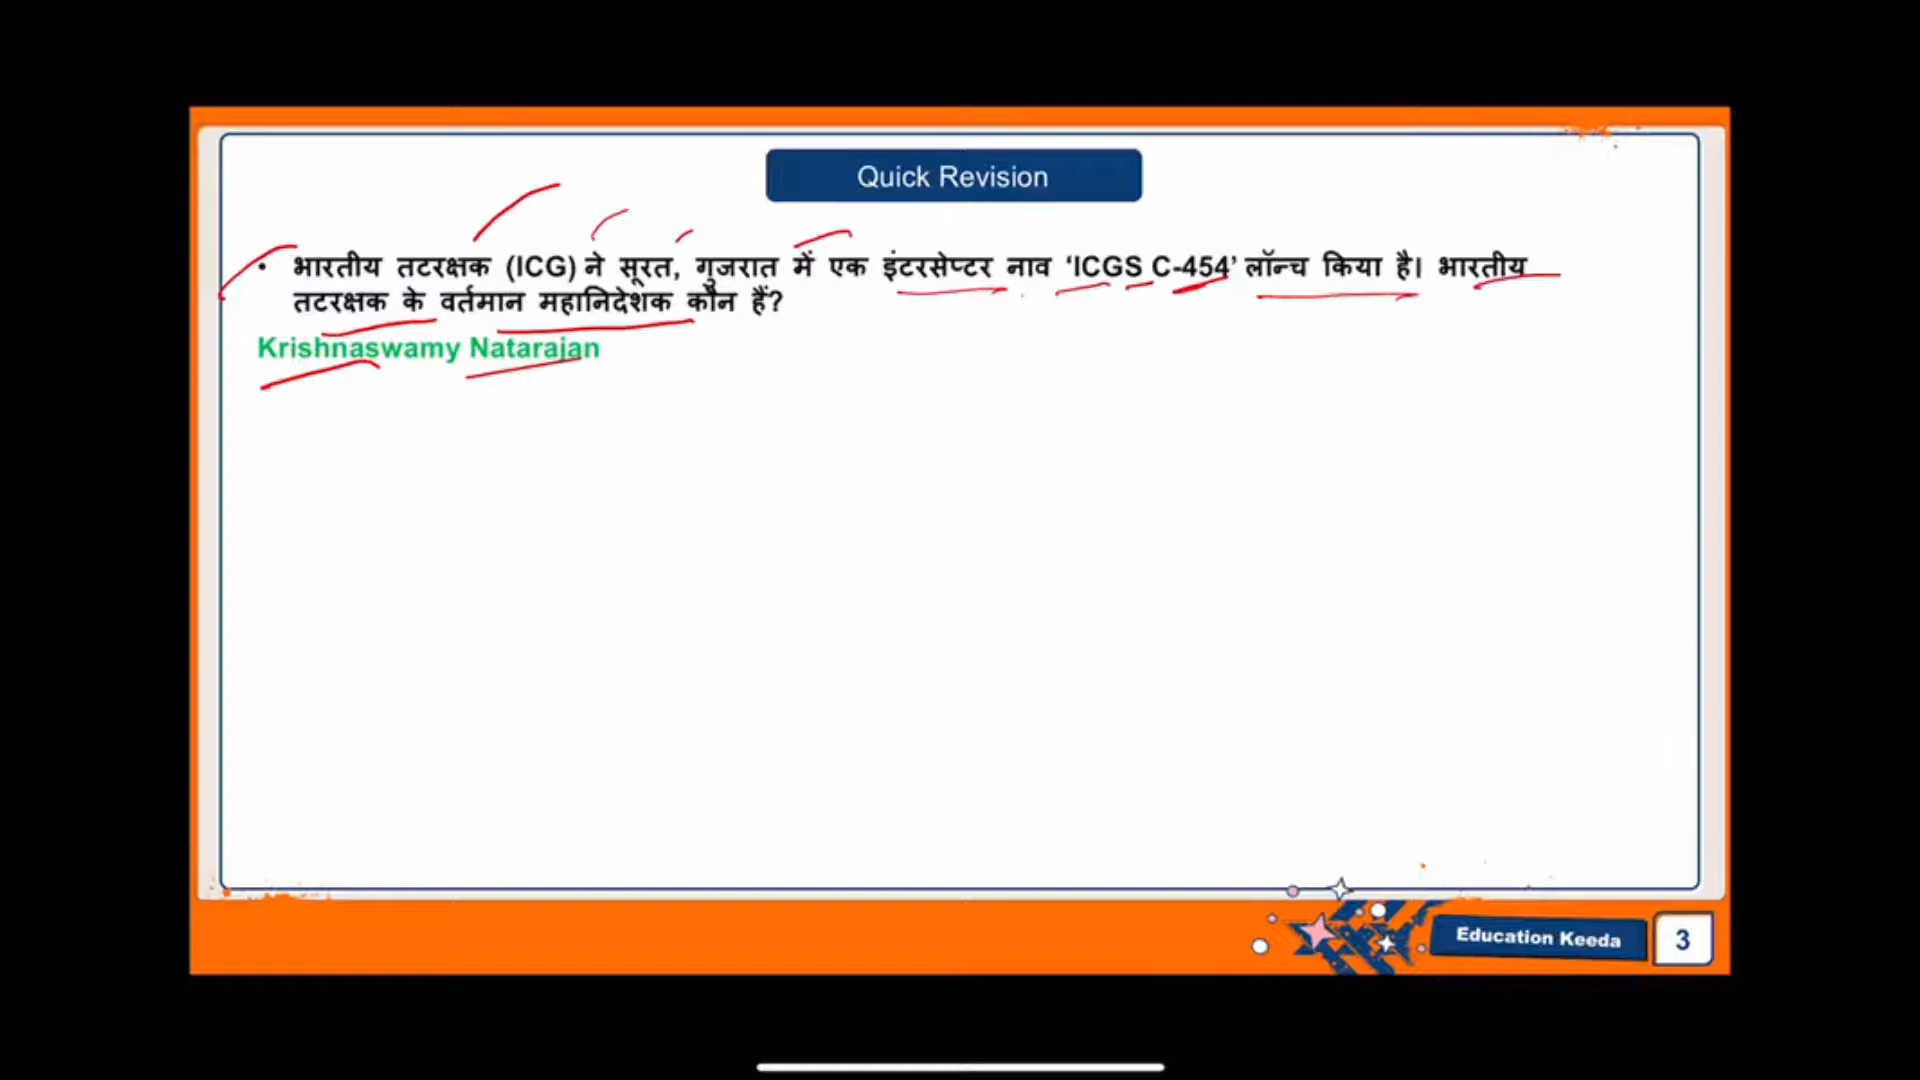 Quick Revision
• भारतीय तटरक्षक (ICG) ने सूरत, गुजरात में एक इंटरसेप्टर नाव ‘ICGS C-454’ लॉन्च किया है। भारतीय
तटरक्षक के वर्तमान महानिदेशक कौन हैं?
Krishnaswamy Natarajan
Education Keeda
3